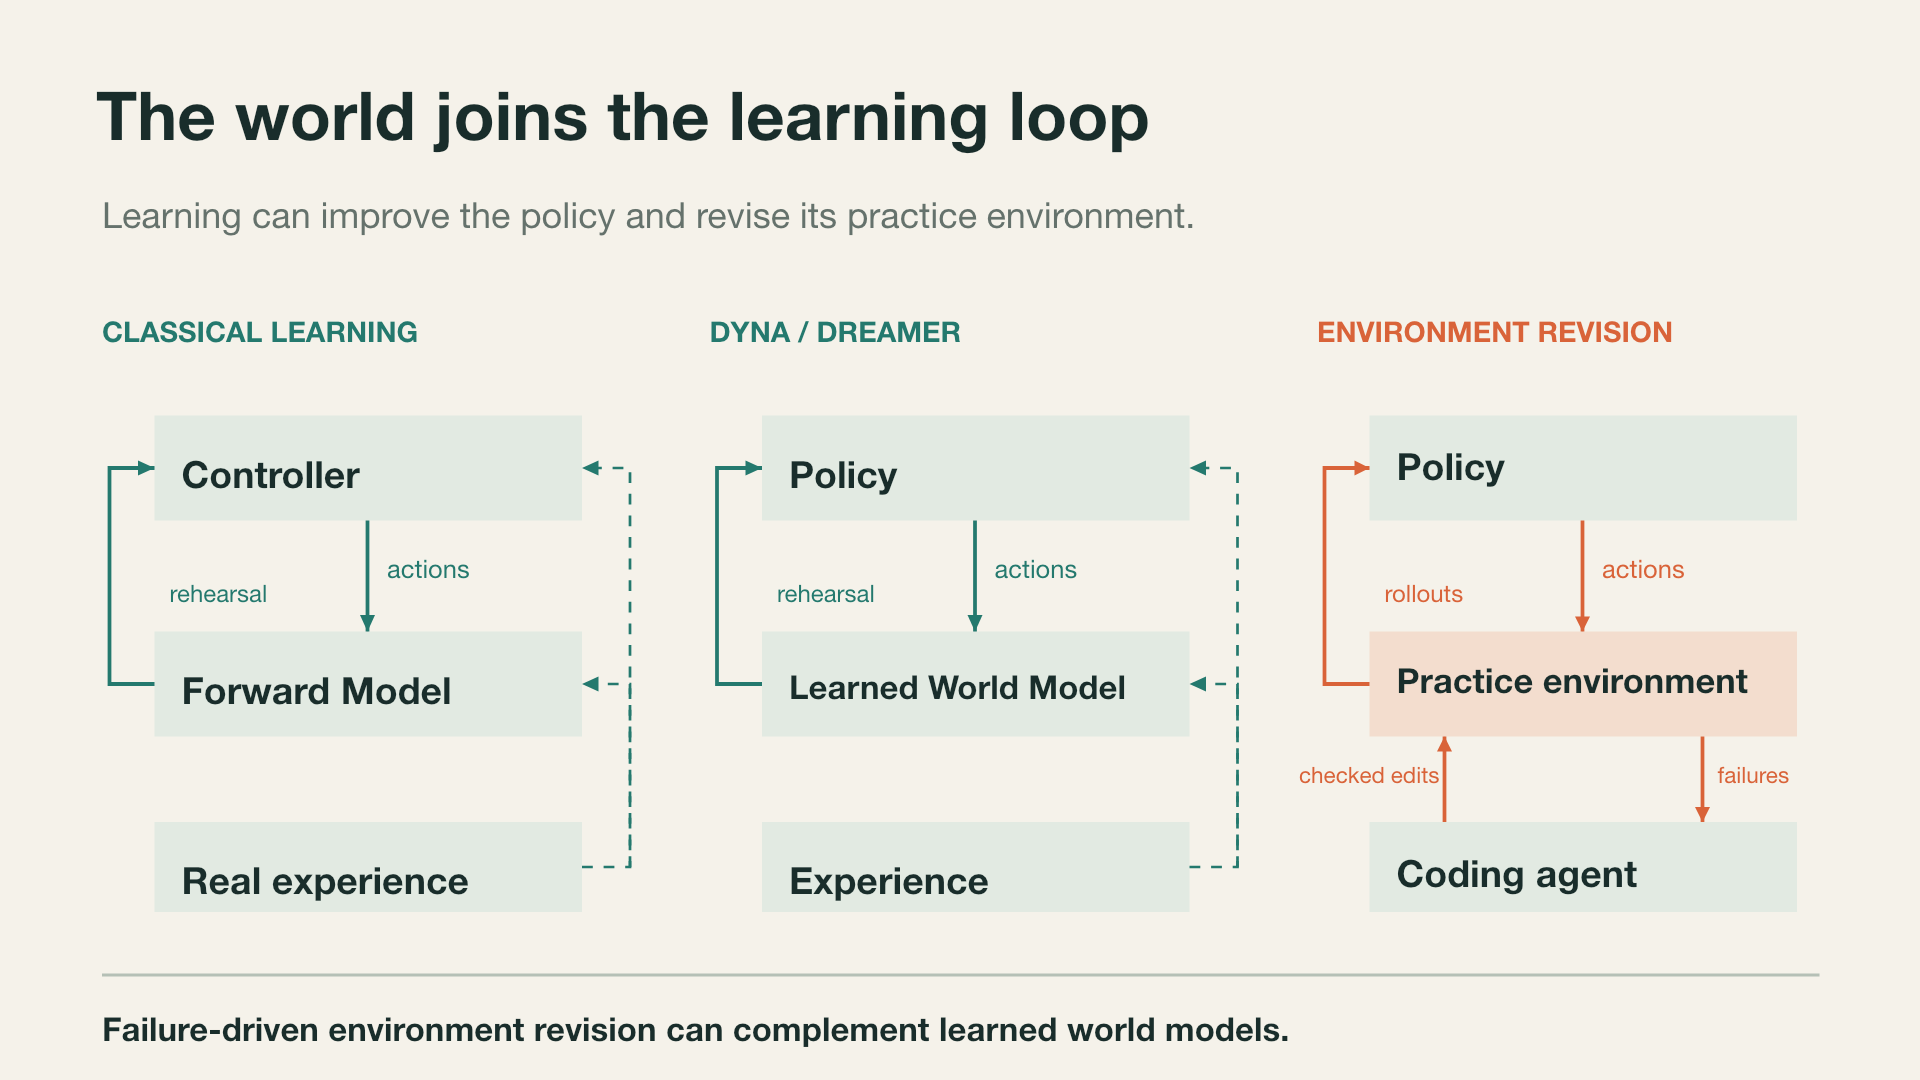 The world joins the learning loop
Learning can improve the policy and revise its practice environment.
CLASSICAL LEARNING
Controller
actions
rehearsal
Forward Model
Real experience
DYNA / DREAMER
Policy
actions
rehearsal
Learned World Model
Experience
ENVIRONMENT REVISION
Policy
actions
rollouts
Practice environment
checked edits
failures
Coding agent
Failure-driven environment revision can complement learned world models.